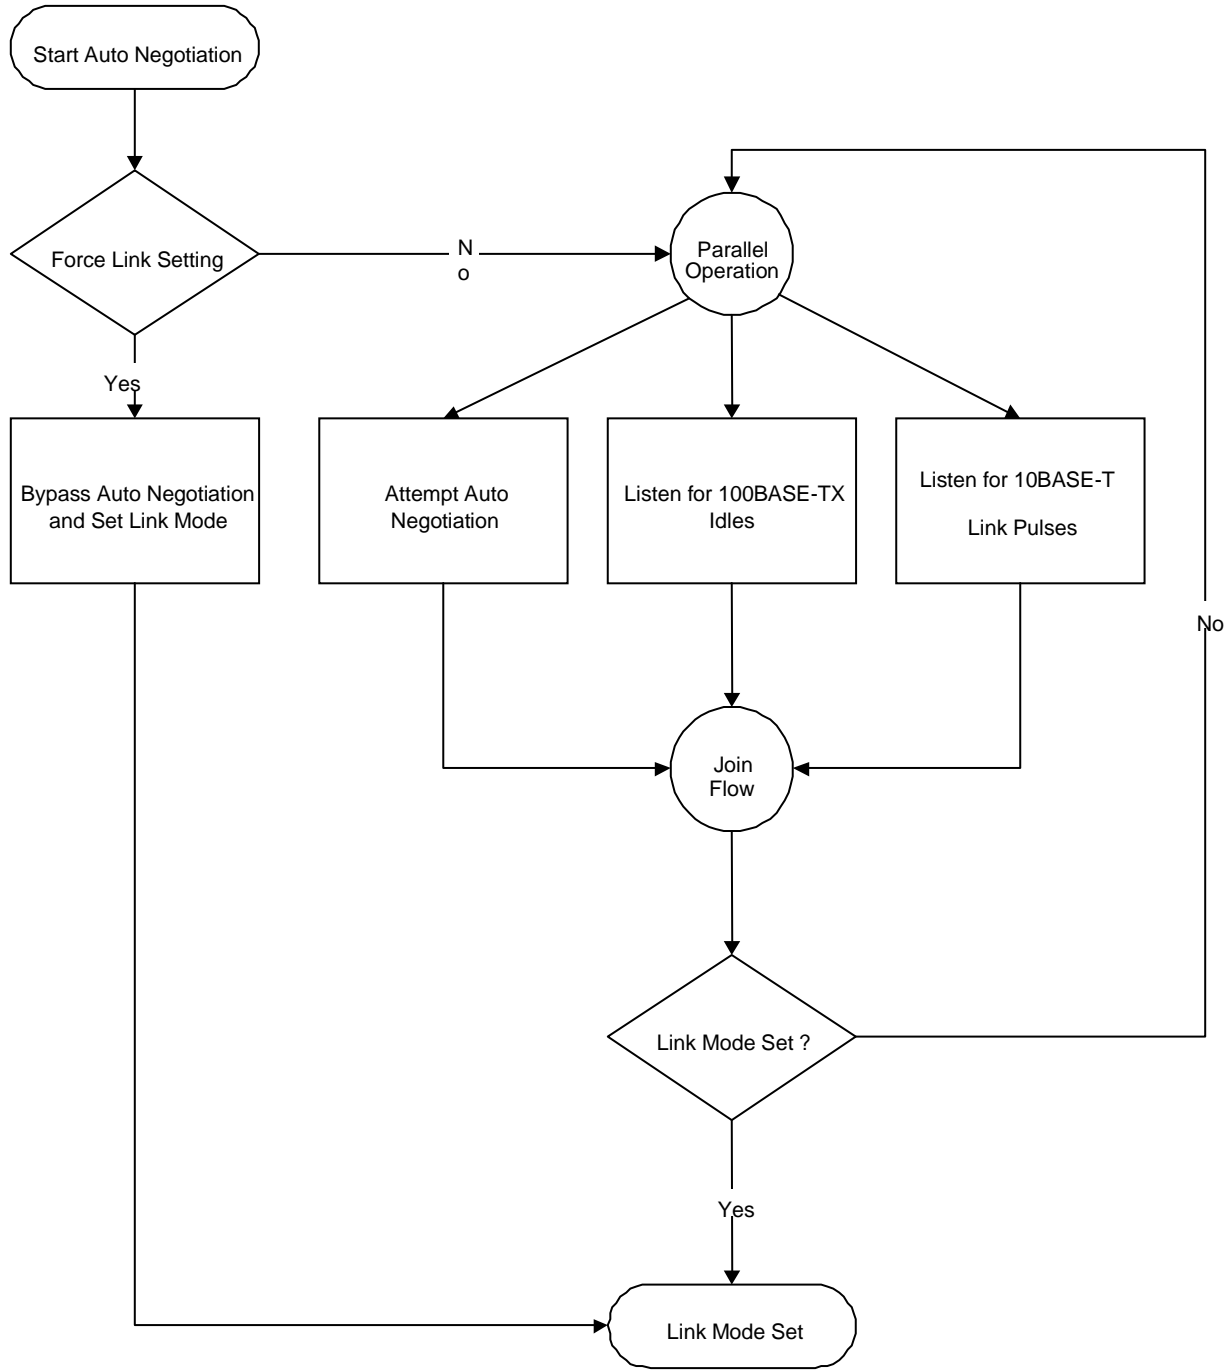 Start Auto Negotiation
Force Link Setting
N
o
Parallel
Operation
Yes
Bypass Auto Negotiation
and Set Link Mode
Attempt Auto
Negotiation
Listen for 100BASE-TX
Idles
Listen for 10BASE-T
Link Pulses
No
Join
Flow
Link Mode Set ?
Yes
Link Mode Set